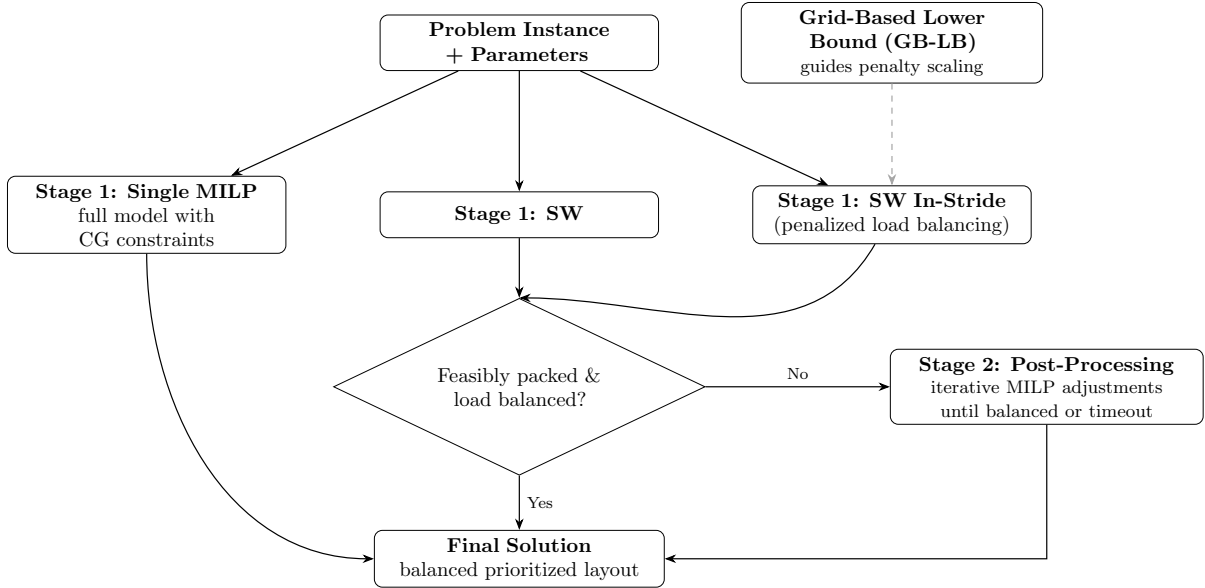 Problem Instance
+ Parameters
Grid-Based Lower
Bound (GB-LB)
guides penalty scaling
Stage 1: Single MILP
full model with
CG constraints
Stage 1: SW
Stage 1: SW In-Stride
(penalized load balancing)
Feasibly packed &
load balanced?
No
Stage 2: Post-Processing
iterative MILP adjustments
until balanced or timeout
Yes
Final Solution
balanced prioritized layout